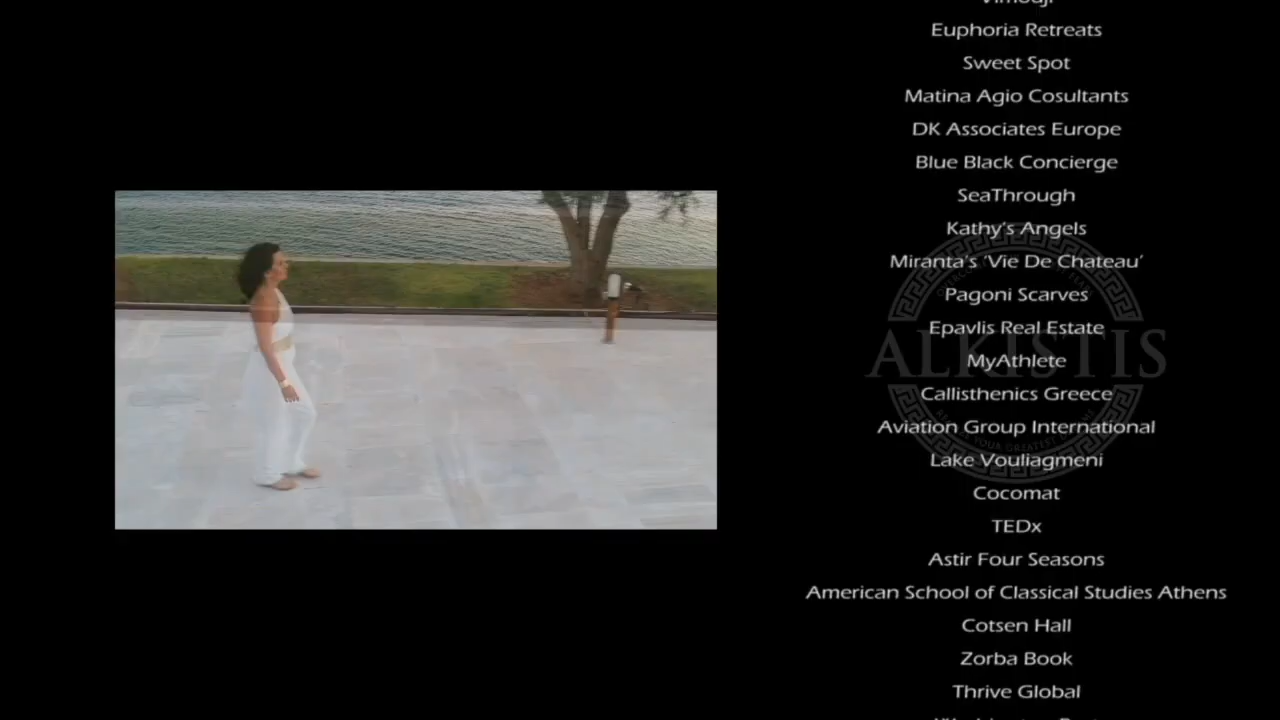 Euphoria Retreats
Sweet Spot
Matina Agio Cosultants
DK Associates Europe
Blue Black Concierge
SeaThrough
Kathy's Angels
Miranta's 'Vie De Chateau'
Pagoni Scarves
Epavlis Real Estate
MyAthlete
Callisthenics Greece
Aviation Group International
Lake Vouliagmeni
Cocomat
TEDx
Astir Four Seasons
American School of Classical Studies Athens
Cotsen Hall
Zorba Book
Thrive Global
ALKISTIS